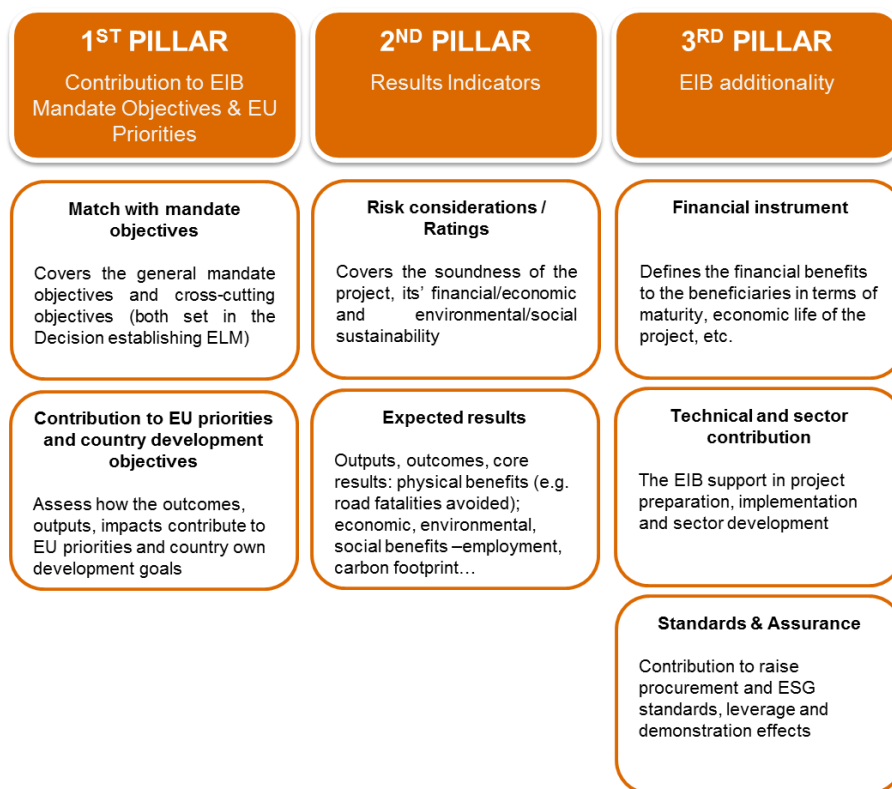 1ST PILLAR
Contribution to EIB
Mandate Objectives & EU
Priorities
2ND PILLAR
Results Indicators
3RD PILLAR
EIB additionality
Match with mandate
objectives
Covers the general mandate
objectives and cross-cutting
objectives (both set in the
Decision establishing ELM)
Risk considerations /
Ratings
Covers the soundness of the
project, its' financial/economic
and environmental/social
sustainability
Financial instrument
Defines the financial benefits
to the beneficiaries in terms of
maturity, economic life of the
project, etc.
Contribution to EU priorities
and country development
objectives
Assess how the outcomes,
outputs, impacts contribute to
EU priorities and country own
development goals
Expected results
Outputs, outcomes, core
results: physical benefits (e.g.
road fatalities avoided);
economic, environmental,
social benefits –employment,
carbon footprint…
Technical and sector
contribution
The EIB support in project
preparation, implementation
and sector development
Standards & Assurance
Contribution to raise
procurement and ESG
standards, leverage and
demonstration effects